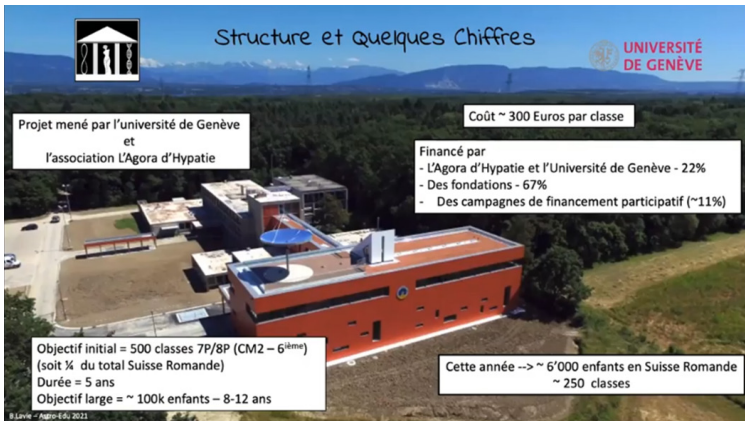 Structure et Quelques Chiffres
UNIVERSITÉ
DE GENÈVE
Projet mené par l'université de Genève
et
l'association L'Agora d'Hypatie
Coût ~ 300 Euros par classe
Financé par
- L'Agora d'Hypatie et l'Université de Genève - 22%
- Des fondations - 67%
- Des campagnes de financement participatif (~11%)
Objectif initial = 500 classes 7P/8P (CM2 – 6ième)
(soit ¼ du total Suisse Romande)
Durée = 5 ans
Objectif large = ~ 100k enfants – 8-12 ans
Cette année --> ~ 6'000 enfants en Suisse Romande
~ 250 classes
B.Lavie – Astro-Edu 2021